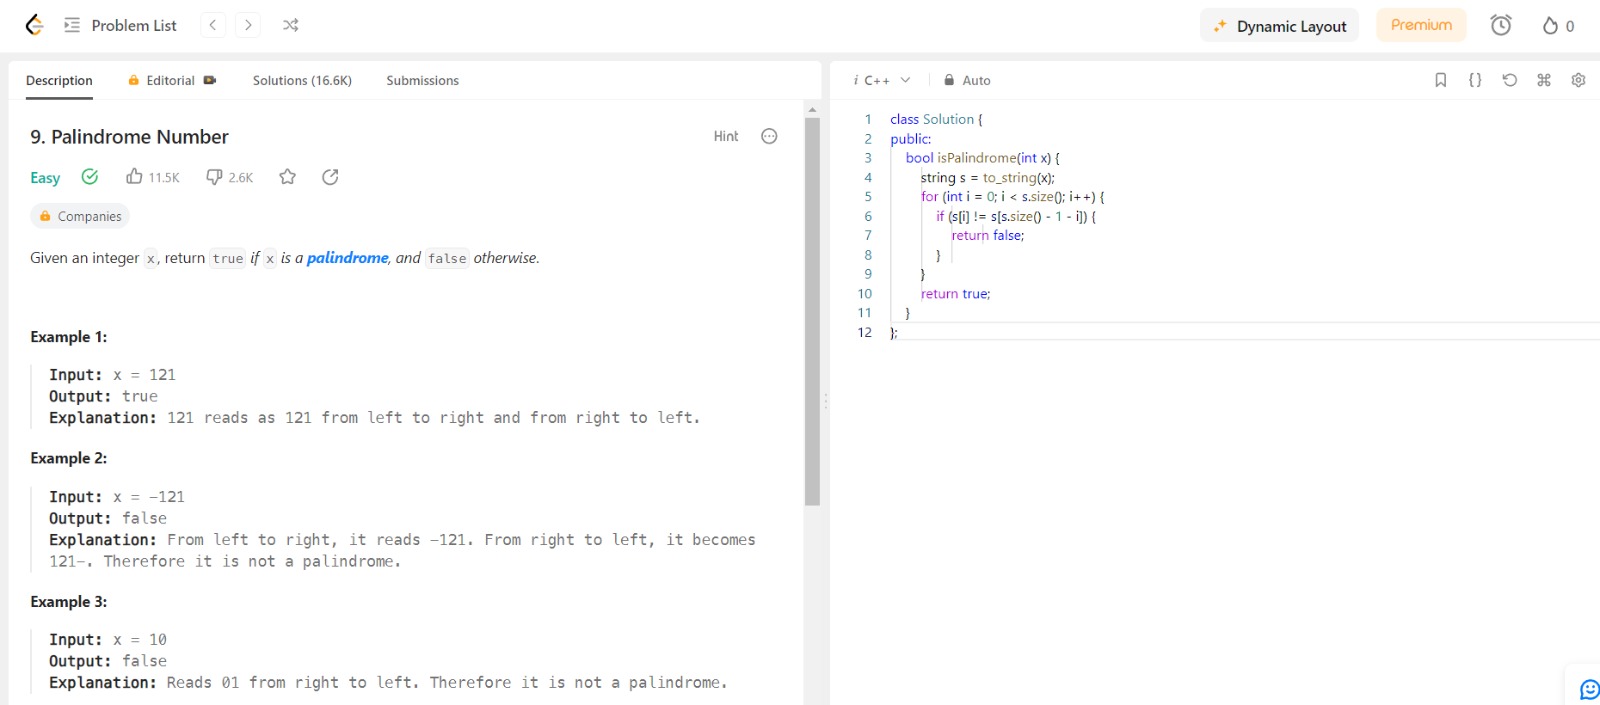 Problem List
Dynamic Layout
Premium
0
Description
Editorial
Solutions (16.6K)
Submissions
9. Palindrome Number
Hint
Easy
11.5K
2.6K
Companies
Given an integer x, return true if x is a palindrome, and false otherwise.
Example 1:
Input: x = 121
Output: true
Explanation: 121 reads as 121 from left to right and from right to left.
Example 2:
Input: x = -121
Output: false
Explanation: From left to right, it reads -121. From right to left, it becomes
121-. Therefore it is not a palindrome.
Example 3:
Input: x = 10
Output: false
Explanation: Reads 01 from right to left. Therefore it is not a palindrome.
i C++
Auto
{}
1 class Solution {
2 public:
3 bool isPalindrome(int x) {
4 string s = to_string(x);
5 for (int i = 0; i < s.size(); i++) {
6 if (s[i] != s[s.size() - 1 - i]) {
7 return false;
8 }
9 }
10 return true;
11 }
12 };